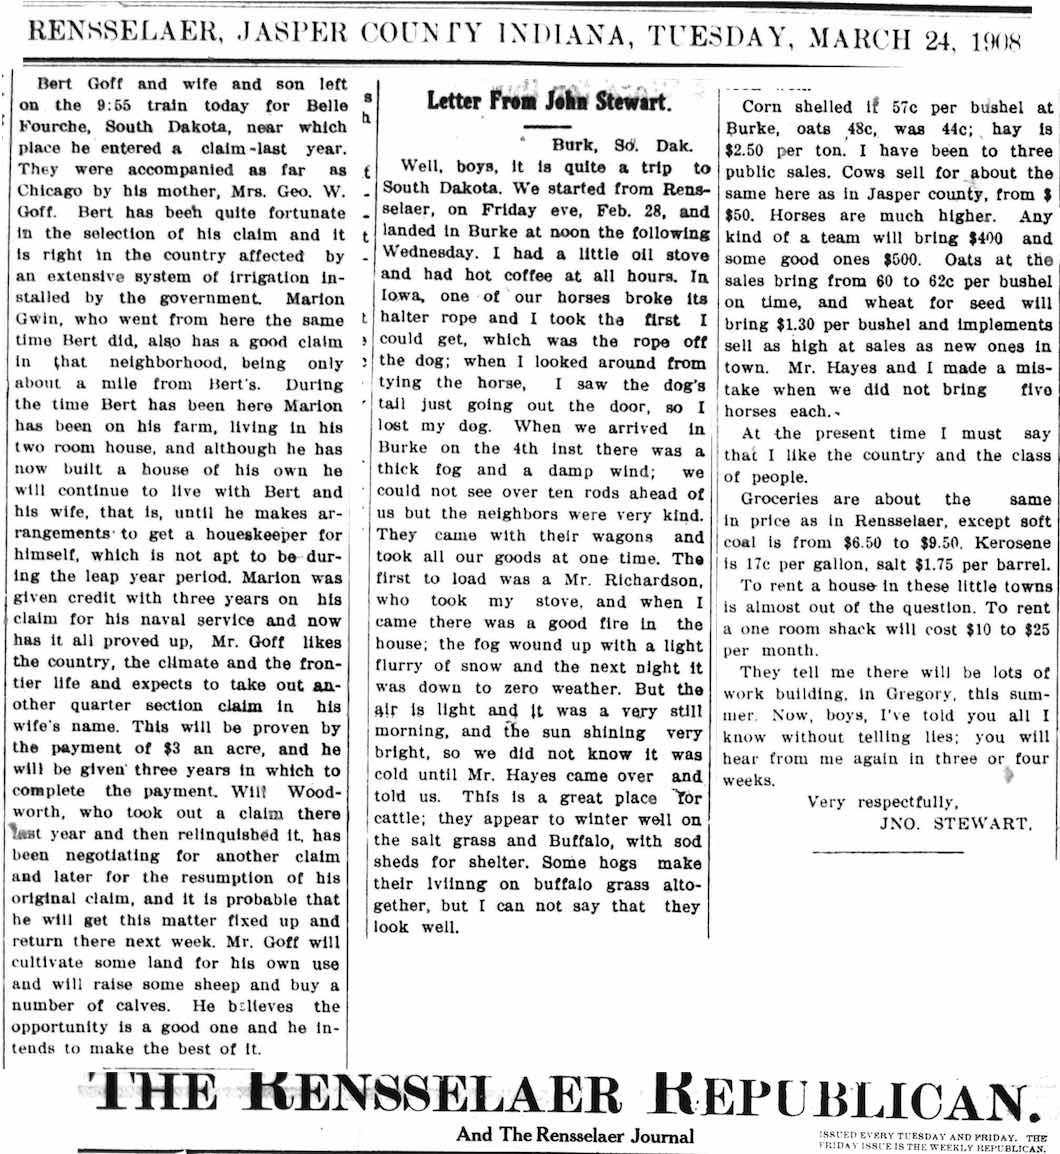 RENSSELAER, JASPER COUNTY INDIANA, TUESDAY, MARCH 24, 1908
Bert Goff and wife and son left
on the 9:55 train today for Belle
Fourche, South Dakota, near which
place he entered a claim last year.
They were accompanied as far as
Chicago by his mother, Mrs. Geo. W.
Goff. Bert has been quite fortunate
in the selection of his claim and it
is right in the country affected by
an extensive system of irrigation in-
stalled by the government. Marion
Gwin, who went from here the same
time Bert did, also has a good claim
in that neighborhood, being only
about a mile from Bert's. During
the time Bert has been here Marion
has been on his farm, living in his
two room house, and although he has
now built a house of his own he
will continue to live with Bert and
his wife, that is, until he makes ar-
rangements to get a houeskeeper for
himself, which is not apt to be dur-
ing the leap year period. Marion was
given credit with three years on his
claim for his naval service and now
has it all proved up, Mr. Goff likes
the country, the climate and the fron-
tier life and expects to take out an-
other quarter section claim in his
wife's name. This will be proven by
the payment of $3 an acre, and he
will be given three years in which to
complete the payment. Will Wood-
worth, who took out a claim there
last year and then relinquished it, has
been negotiating for another claim
and later for the resumption of his
original claim, and it is probable that
he will get this matter fixed up and
return there next week. Mr. Goff will
cultivate some land for his own use
and will raise some sheep and buy a
number of calves. He believes the
opportunity is a good one and he in-
tends to make the best of it.
Letter From John Stewart.
Burk, So. Dak.
Well, boys, it is quite a trip to
South Dakota. We started from Rens-
selaer, on Friday eve, Feb. 28, and
landed in Burke at noon the following
Wednesday. I had a little oil stove
and had hot coffee at all hours. In
Iowa, one of our horses broke its
halter rope and I took the first I
could get, which was the rope off
the dog; when I looked around from
tying the horse, I saw the dog's
tail just going out the door, so I
lost my dog. When we arrived in
Burke on the 4th inst there was a
thick fog and a damp wind; we
could not see over ten rods ahead of
us but the neighbors were very kind.
They came with their wagons and
took all our goods at one time. The
first to load was a Mr. Richardson,
who took my stove, and when I
came there was a good fire in the
house; the fog wound up with a light
flurry of snow and the next night it
was down to zero weather. But the
air is light and it was a very still
morning, and the sun shining very
bright, so we did not know it was
cold until Mr. Hayes came over and
told us. This is a great place for
cattle; they appear to winter well on
the salt grass and Buffalo, with sod
sheds for shelter. Some hogs make
their lviinng on buffalo grass alto-
gether, but I can not say that they
look well.
Corn shelled if 57c per bushel at
Burke, oats 48c, was 44c; hay is
$2.50 per ton. I have been to three
public sales. Cows sell for about the
same here as in Jasper county, from $
$50. Horses are much higher. Any
kind of a team will bring $400 and
some good ones $500. Oats at the
sales bring from 60 to 62c per bushel
on time, and wheat for seed will
bring $1.30 per bushel and implements
sell as high at sales as new ones in
town. Mr. Hayes and I made a mis-
take when we did not bring five
horses each.
At the present time I must say
that I like the country and the class
of people.
Groceries are about the same
in price as in Rensselaer, except soft
coal is from $6.50 to $9.50. Kerosene
is 17c per gallon, salt $1.75 per barrel.
To rent a house in these little towns
is almost out of the question. To rent
a one room shack will cost $10 to $25
per month.
They tell me there will be lots of
work building, in Gregory, this sum-
mer. Now, boys, I've told you all I
know without telling lies; you will
hear from me again in three or four
weeks.
Very respectfully,
JNO. STEWART.
THE RENSSELAER REPUBLICAN.
And The Rensselaer Journal
ISSUED EVERY TUESDAY AND FRIDAY. THE
FRIDAY ISSUE IS THE WEEKLY REPUBLICAN.